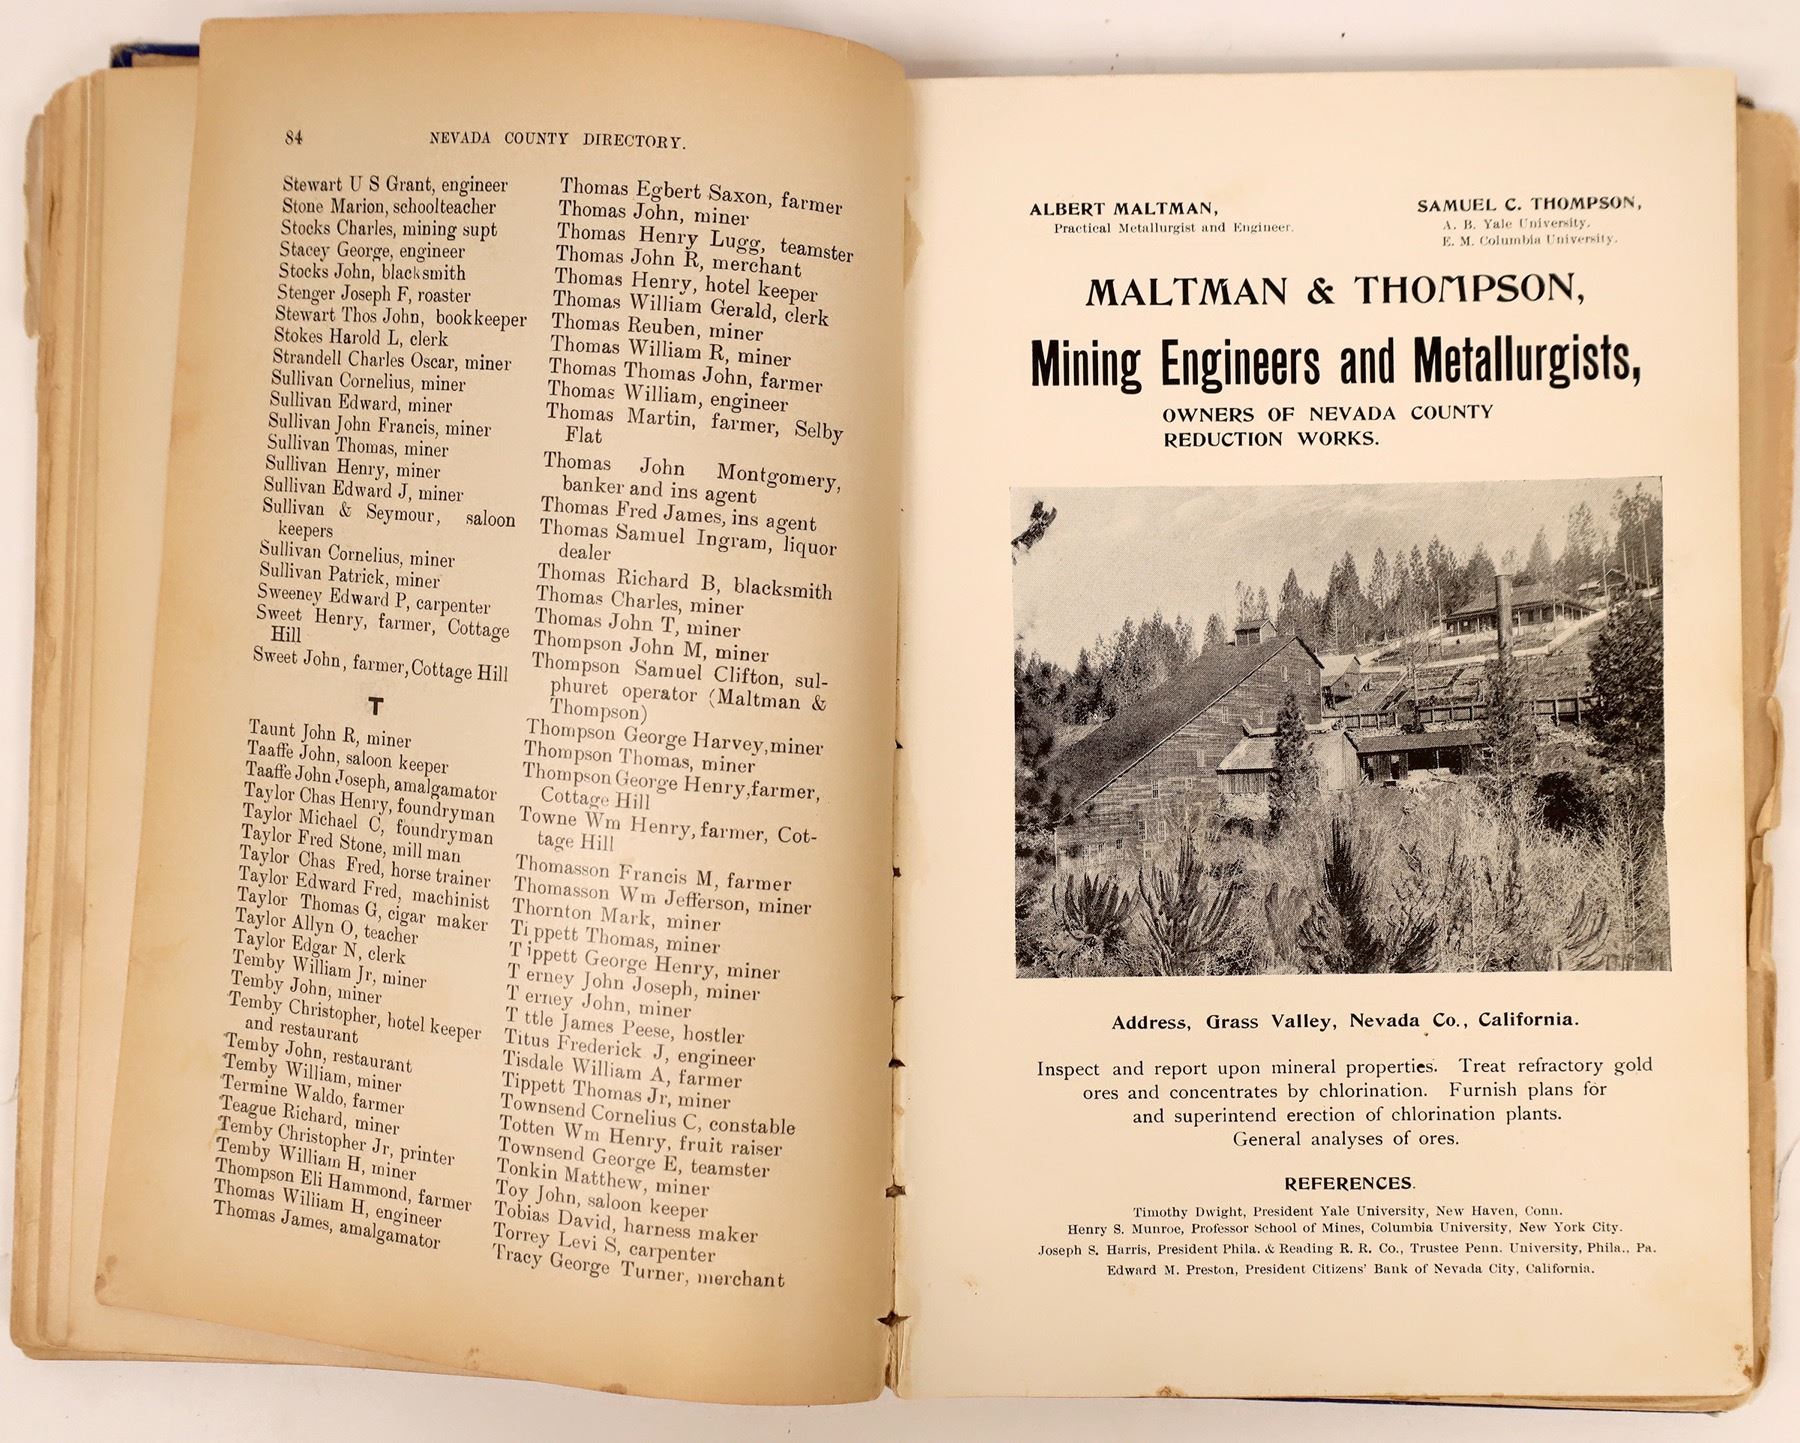 84
NEVADA COUNTY DIRECTORY.
Stewart U S Grant, engineer
Stone Marion, schoolteacher
Stocks Charles, mining supt
Stacey George, engineer
Stocks John, blacksmith
Stenger Joseph F, roaster
Stewart Thos John, bookkeeper
Stokes Harold L, clerk
Strandell Charles Oscar, miner
Sullivan Cornelius, miner
Sullivan Edward, miner
Sullivan John Francis, miner
Sullivan Thomas, miner
Sullivan Henry, miner
Sullivan Edward J, miner
Sullivan & Seymour, saloon
keepers
Sullivan Cornelius, miner
Sullivan Patrick, miner
Sweeney Edward P, carpenter
Sweet Henry, farmer, Cottage
Hill
Sweet John, farmer, Cottage Hill
T
Taunt John R, miner
Taaffe John, saloon keeper
Taaffe John Joseph, amalgamator
Taylor Chas Henry, foundryman
Taylor Michael C, foundryman
Taylor Fred Stone, mill man
Taylor Chas Fred, horse trainer
Taylor Edward Fred, machinist
Taylor Thomas G, cigar maker
Taylor Allyn O, teacher
Taylor Edgar N, clerk
Temby William Jr, miner
Temby John, miner
Temby Christopher, hotel keeper
and restaurant
Temby John, restaurant
Temby William, miner
Termine Waldo, farmer
Teague Richard, miner
Temby Christopher Jr, printer
Temby William H, miner
Thompson Eli Hammond, farmer
Thomas William H, engineer
Thomas James, amalgamator
Thomas Egbert Saxon, farmer
Thomas John, miner
Thomas Henry Lugg, teamster
Thomas John R, merchant
Thomas Henry, hotel keeper
Thomas William Gerald, clerk
Thomas Reuben, miner
Thomas William R, miner
Thomas Thomas John, farmer
Thomas William, engineer
Thomas Martin, farmer, Selby
Flat
Thomas John Montgomery,
banker and ins agent
Thomas Fred James, ins agent
Thomas Samuel Ingram, liquor
dealer
Thomas Richard B, blacksmith
Thomas Charles, miner
Thomas John T, miner
Thompson John M, miner
Thompson Samuel Clifton, sul-
phuret operator (Maltman &
Thompson)
Thompson George Harvey, miner
Thompson Thomas, miner
Thompson George Henry, farmer,
Cottage Hill
Towne Wm Henry, farmer, Cot-
tage Hill
Thomasson Francis M, farmer
Thomasson Wm Jefferson, miner
Thornton Mark, miner
Ti ppett Thomas, miner
T ippett George Henry, miner
T erney John Joseph, miner
T erney John, miner
T ttle James Peese, hostler
Titus Frederick J, engineer
Tisdale William A, farmer
Tippett Thomas Jr, miner
Townsend Cornelius C, constable
Totten Wm Henry, fruit raiser
Townsend George E, teamster
Tonkin Matthew, miner
Toy John, saloon keeper
Tobias David, harness maker
Torrey Levi S, carpenter
Tracy George Turner, merchant
ALBERT MALTMAN,
Practical Metallurgist and Engineer.
SAMUEL C. THOMPSON,
A. B. Yale University.
E. M. Columbia University.
MALTMAN & THOMPSON,
Mining Engineers and Metallurgists,
OWNERS OF NEVADA COUNTY
REDUCTION WORKS.
Address, Grass Valley, Nevada Co., California.
Inspect and report upon mineral properties. Treat refractory gold
ores and concentrates by chlorination. Furnish plans for
and superintend erection of chlorination plants.
General analyses of ores.
REFERENCES.
Timothy Dwight, President Yale University, New Haven, Conn.
Henry S. Munroe, Professor School of Mines, Columbia University, New York City.
Joseph S. Harris, President Phila. & Reading R. R. Co., Trustee Penn. University, Phila., Pa.
Edward M. Preston, President Citizens' Bank of Nevada City, California.